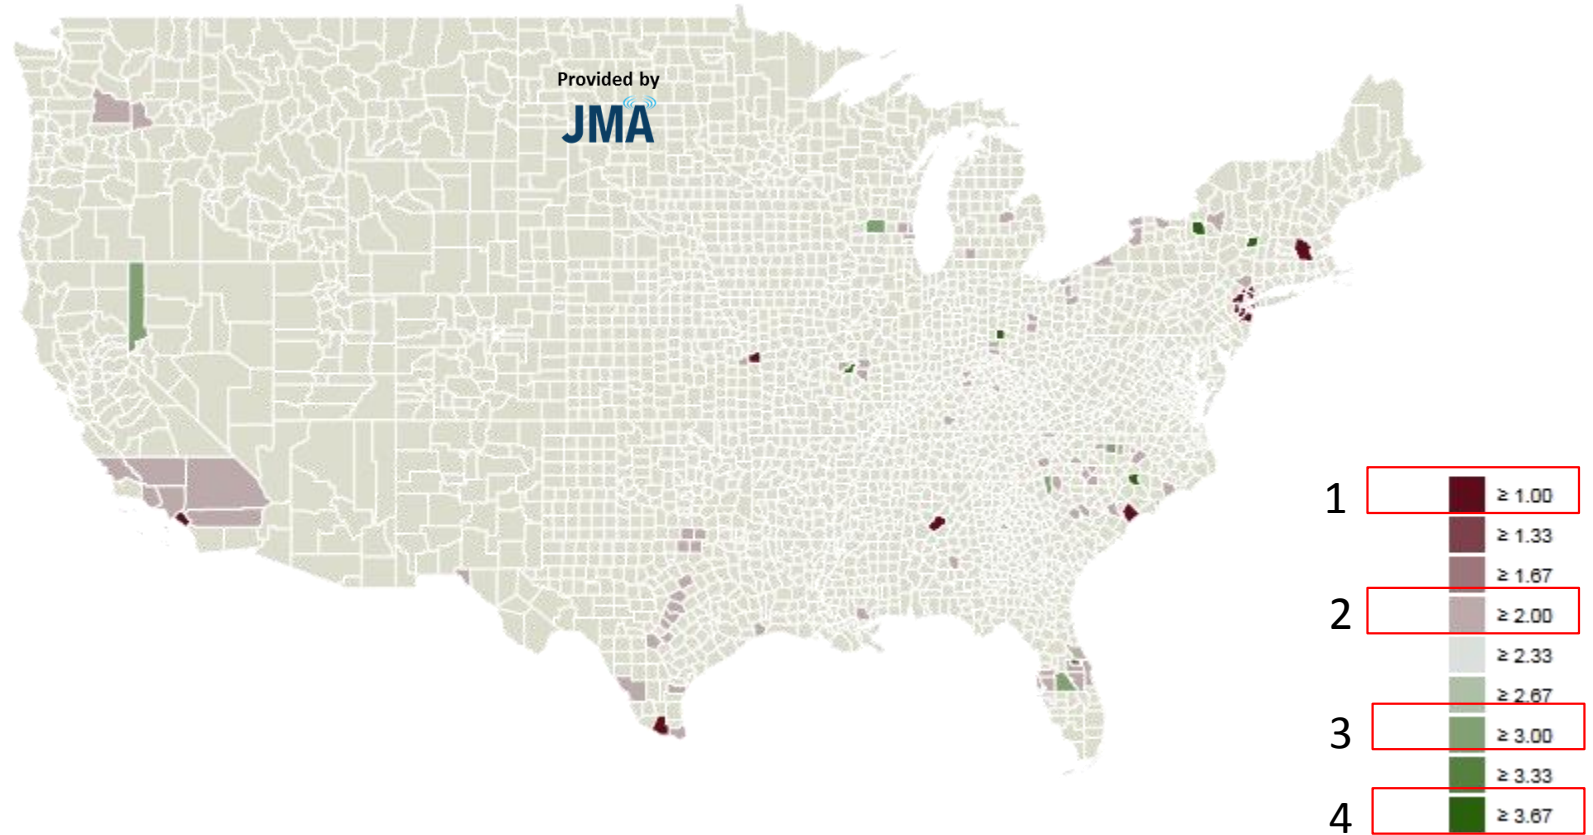 Provided by
JMA
1 ≥ 1.00
≥ 1.33
≥ 1.67
2 ≥ 2.00
≥ 2.33
≥ 2.67
3 ≥ 3.00
≥ 3.33
4 ≥ 3.67